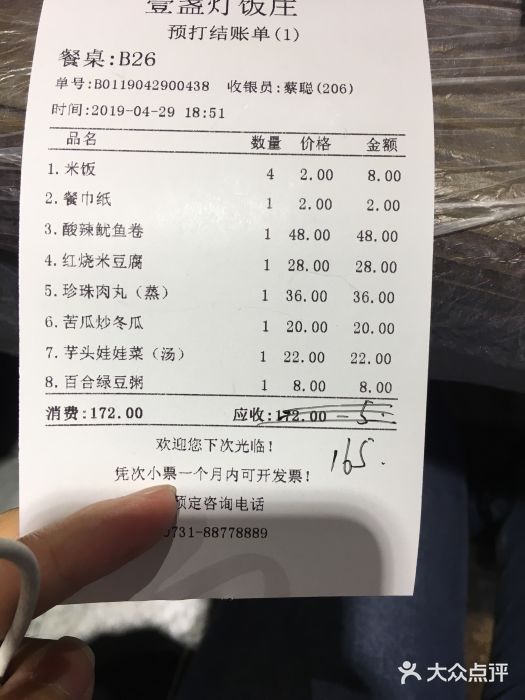 壹盏灯饭庄
预打结账单(1)
餐桌:B26
单号:B0119042900438 收银员:蔡聪(206)
时间:2019-04-29 18:51
品名 数量 价格 金额
1.米饭 4 2.00 8.00
2.餐巾纸 1 2.00 2.00
3.酸辣鱿鱼卷 1 48.00 48.00
4.红烧米豆腐 1 28.00 28.00
5.珍珠肉丸(蒸) 1 36.00 36.00
6.苦瓜炒冬瓜 1 20.00 20.00
7.芋头娃娃菜(汤) 1 22.00 22.00
8.百合绿豆粥 1 8.00 8.00
消费:172.00 应收:172.00 -5
165.
欢迎您下次光临!
凭次小票一个月内可开发票!
预定咨询电话
0731-88778889
大众点评